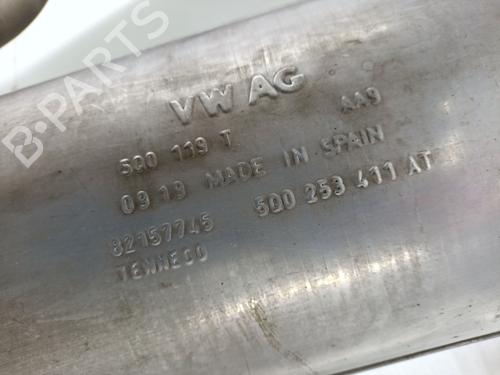 VW AG
5Q0 119 T AA9
09 19 MADE IN SPAIN
5Q0 253 411 AT
82157745
TENNECO
B-PARTS